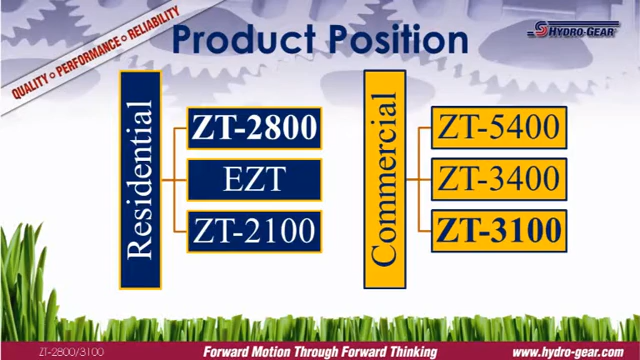 QUALITY • PERFORMANCE • RELIABILITY
Product Position
HYDRO-GEAR
Residential
ZT-2800
EZT
ZT-2100
Commercial
ZT-5400
ZT-3400
ZT-3100
ZT-2800/3100
Forward Motion Through Forward Thinking
www.hydro-gear.com